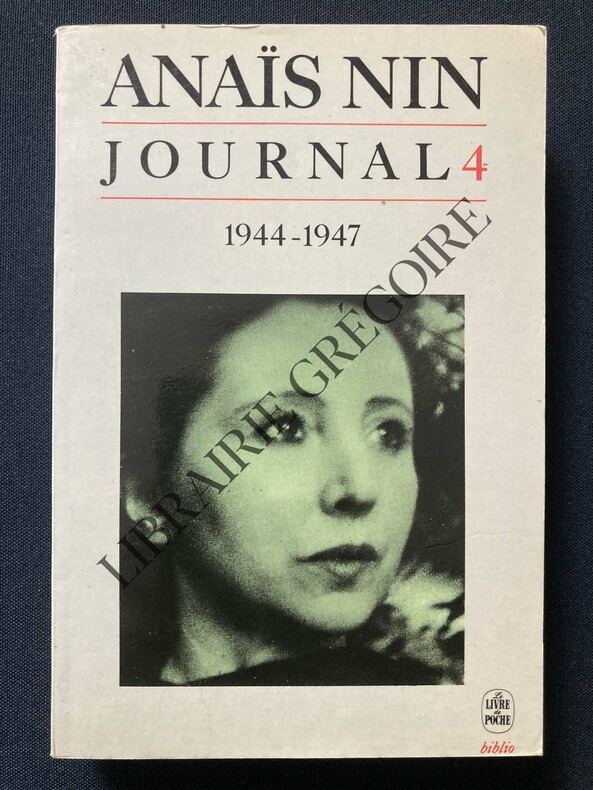 ANAÏS NIN
JOURNAL 4
1944-1947
LIBRAIRIE GRÉGOIRE
Le
LIVRE
de
POCHE
biblio